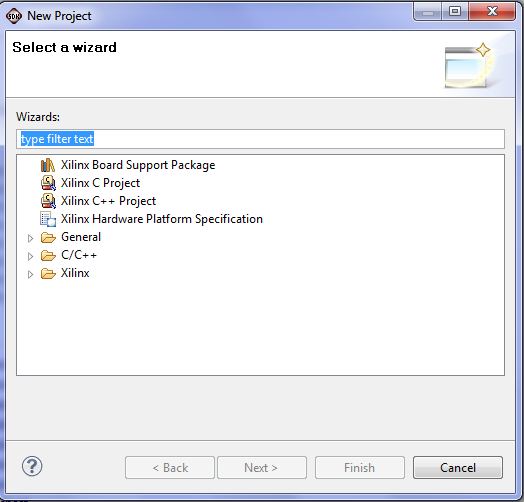 SDK New Project
Select a wizard
Wizards:
type filter text
Xilinx Board Support Package
Xilinx C Project
Xilinx C++ Project
Xilinx Hardware Platform Specification
General
C/C++
Xilinx
? < Back Next > Finish Cancel